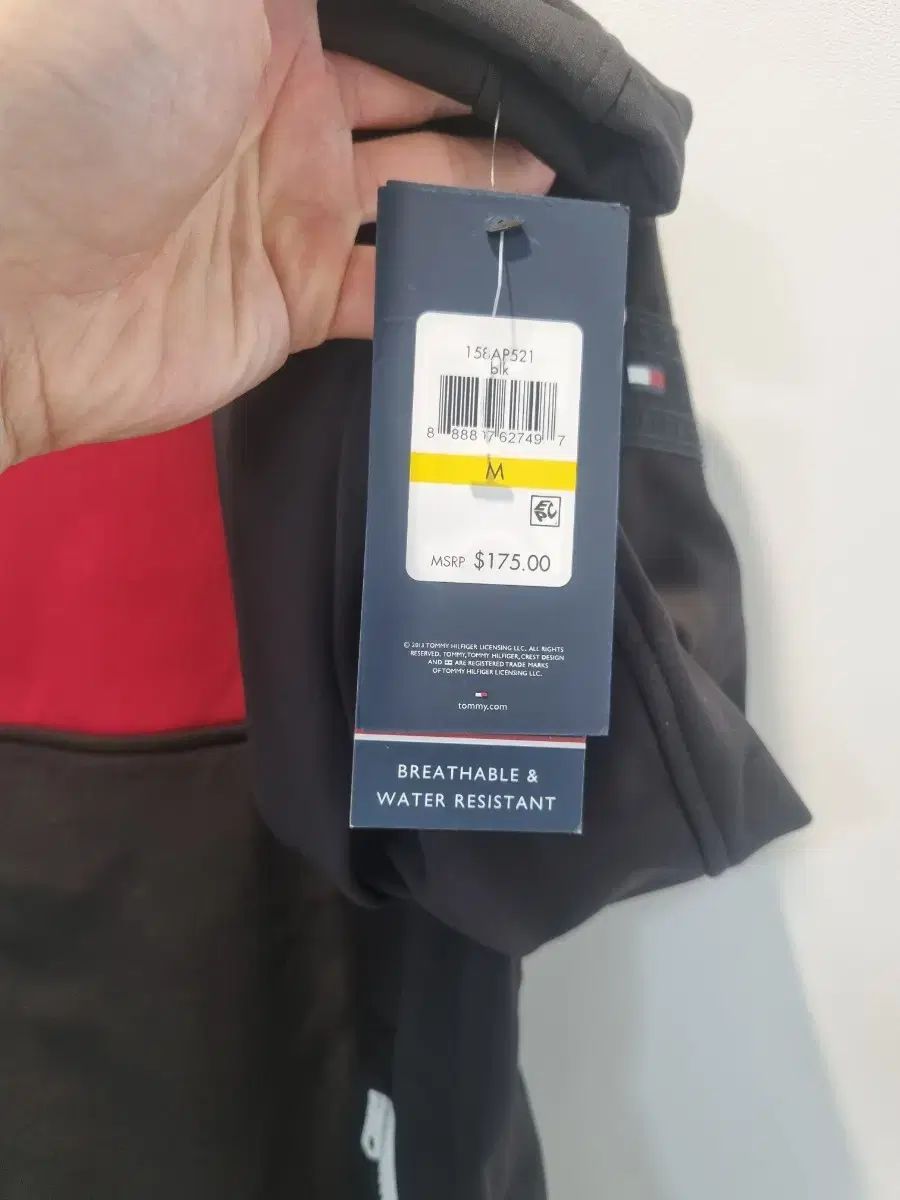 158AP521
blk
8 88817 62749 7
M
EPC
MSRP $175.00
© 2013 TOMMY HILFIGER LICENSING LLC. ALL RIGHTS
RESERVED. TOMMY, TOMMY HILFIGER, CREST DESIGN
AND ARE REGISTERED TRADE MARKS
OF TOMMY HILFIGER LICENSING LLC.
tommy.com
BREATHABLE &
WATER RESISTANT